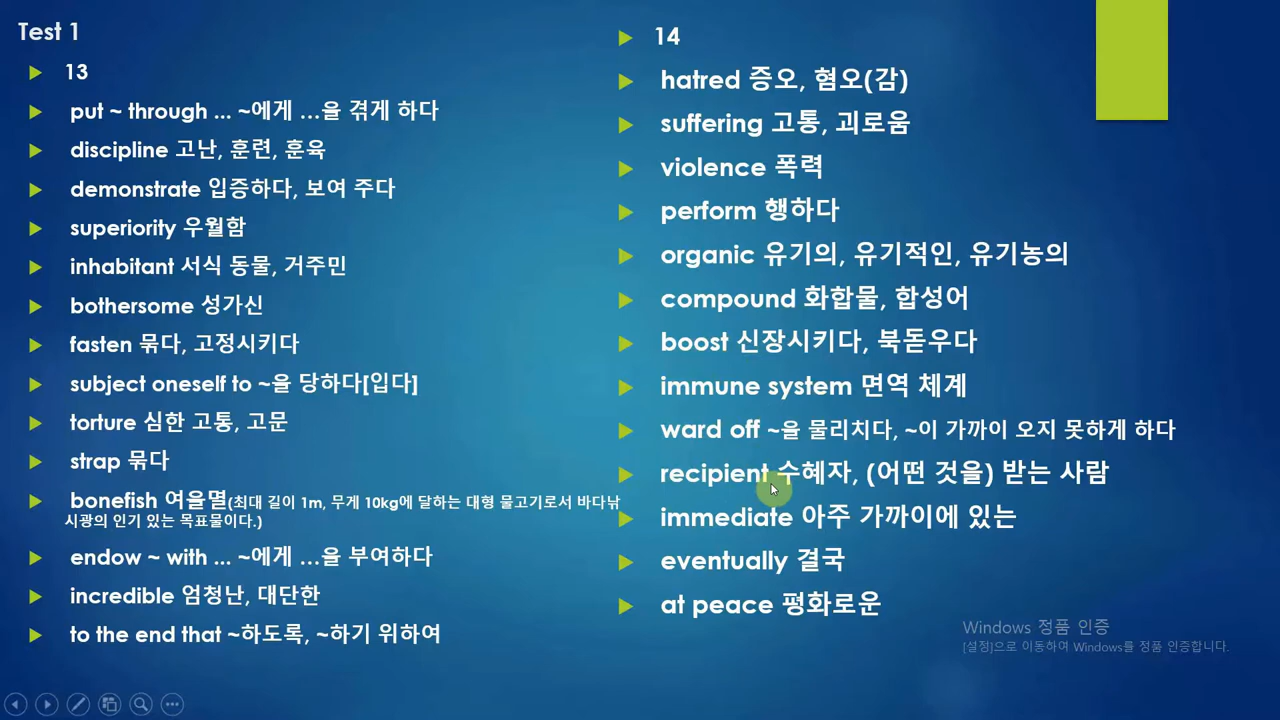 Test 1
13
put ~ through ... ~에게 …을 겪게 하다
discipline 고난, 훈련, 훈육
demonstrate 입증하다, 보여 주다
superiority 우월함
inhabitant 서식 동물, 거주민
bothersome 성가신
fasten 묶다, 고정시키다
subject oneself to ~을 당하다[입다]
torture 심한 고통, 고문
strap 묶다
bonefish 여을멸(최대 길이 1m, 무게 10kg에 달하는 대형 물고기로서 바다낚
시광의 인기 있는 목표물이다.)
endow ~ with ... ~에게 …을 부여하다
incredible 엄청난, 대단한
to the end that ~하도록, ~하기 위하여
14
hatred 증오, 혐오(감)
suffering 고통, 괴로움
violence 폭력
perform 행하다
organic 유기의, 유기적인, 유기농의
compound 화합물, 합성어
boost 신장시키다, 북돋우다
immune system 면역 체계
ward off ~을 물리치다, ~이 가까이 오지 못하게 하다
recipient 수혜자, (어떤 것을) 받는 사람
immediate 아주 가까이에 있는
eventually 결국
at peace 평화로운
Windows 정품 인증
[설정]으로 이동하여 Windows를 정품 인증합니다.